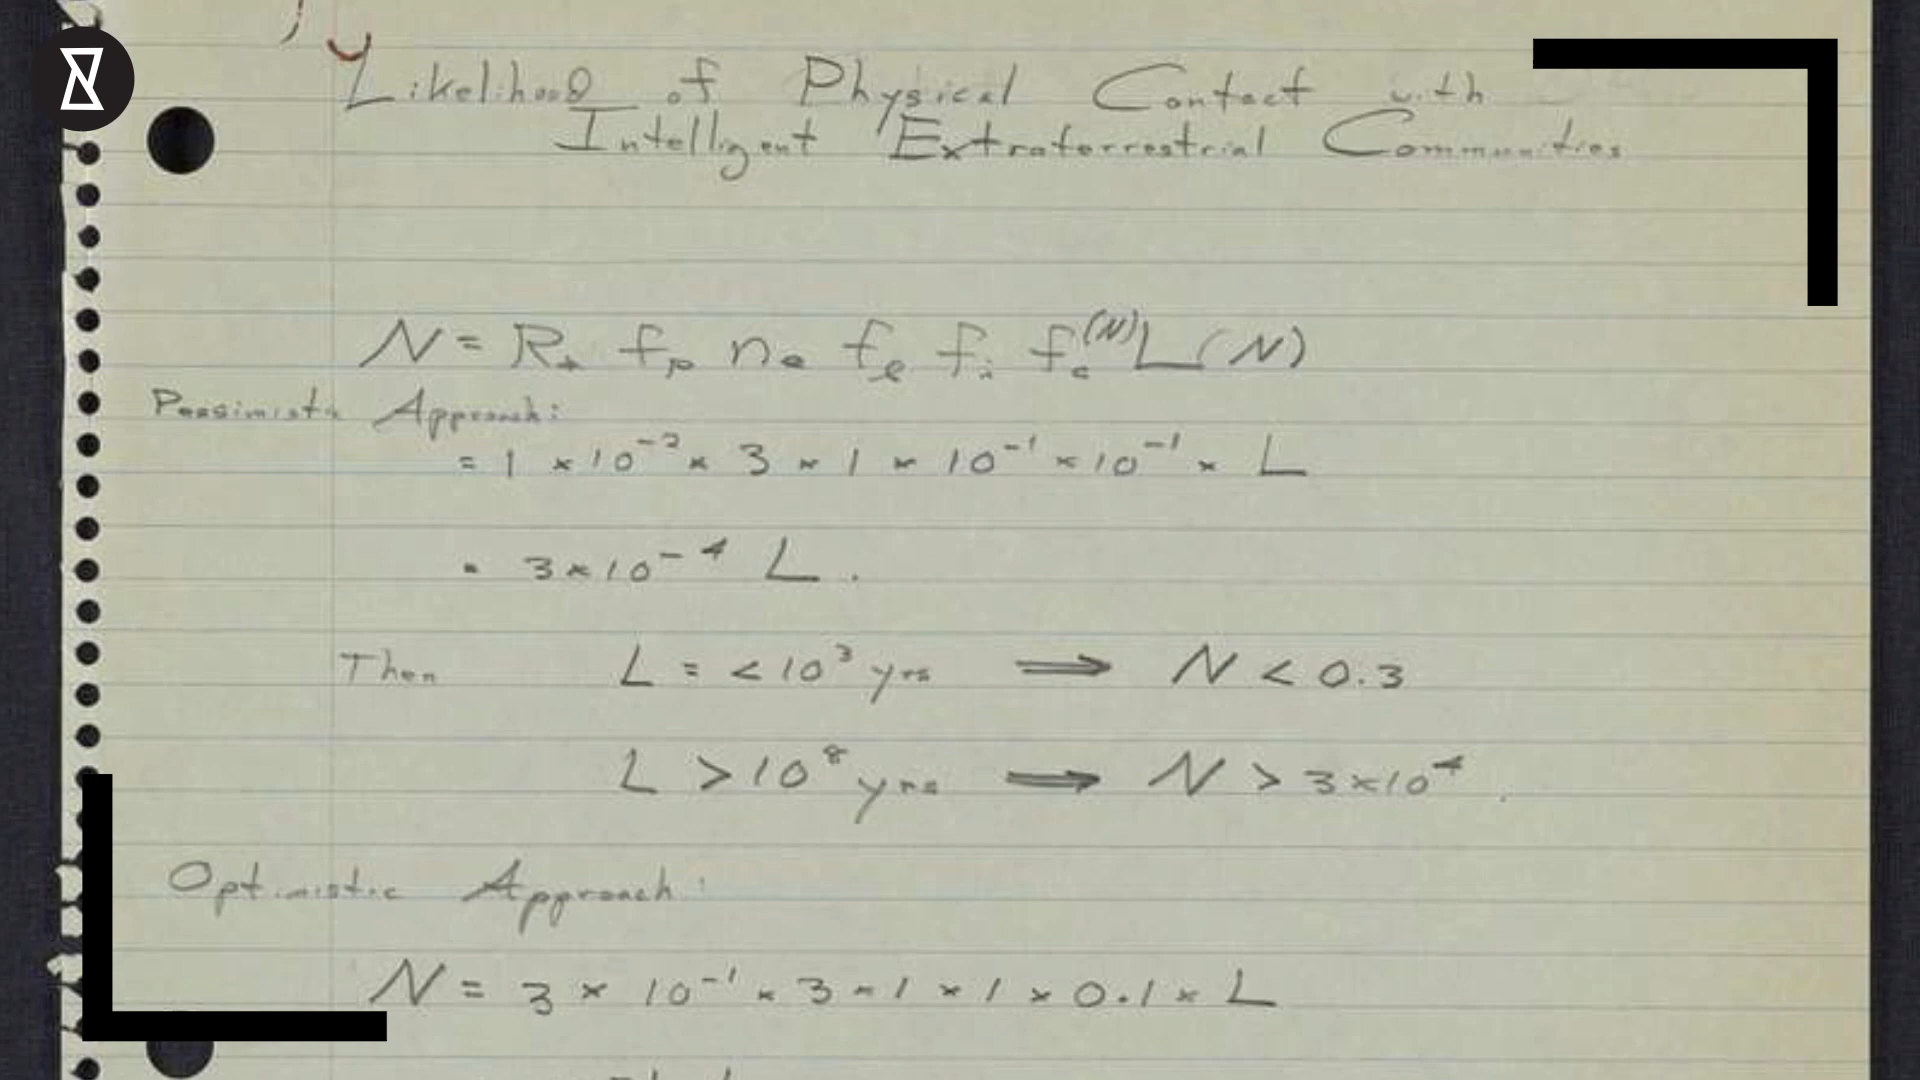 Likelihood of Physical Contact with
Intelligent Extraterrestrial Communities
N = R* fp ne fl fi fc(N) L(N)
Pessimistic Approach:
= 1 × 10⁻² × 3 × 1 × 10⁻¹ × 10⁻¹ × L
= 3 × 10⁻⁴ L.
Then L = < 10³ yrs ⟹ N < 0.3
L > 10⁸ yrs ⟹ N > 3 × 10⁴.
Optimistic Approach:
N = 3 × 10⁻¹ × 3 × 1 × 1 × 0.1 × L